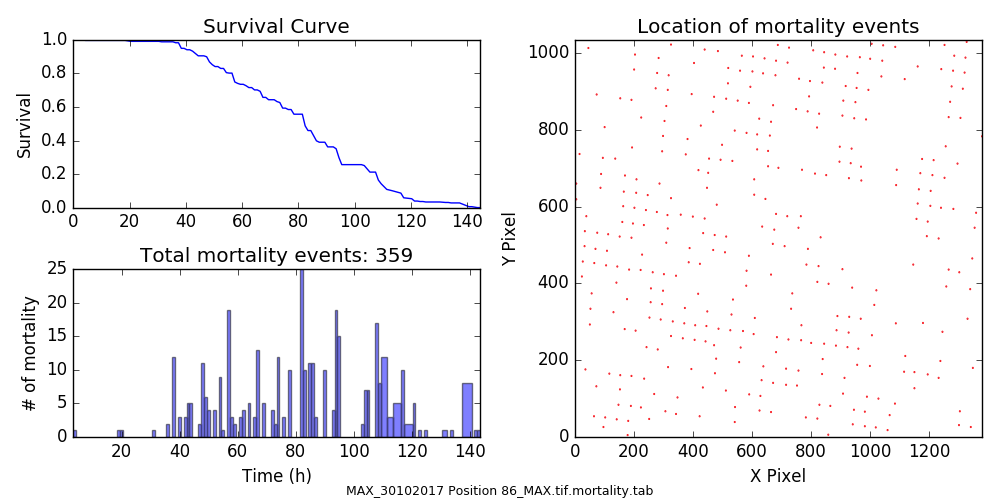 Survival Curve
Survival
1.0
0.8
0.6
0.4
0.2
0.0
0 20 40 60 80 100 120 140
Total mortality events: 359
# of mortality
25
20
15
10
5
0
20 40 60 80 100 120 140
Time (h)
Location of mortality events
Y Pixel
1000
800
600
400
200
0
0 200 400 600 800 1000 1200
X Pixel
MAX_30102017 Position 86_MAX.tif.mortality.tab